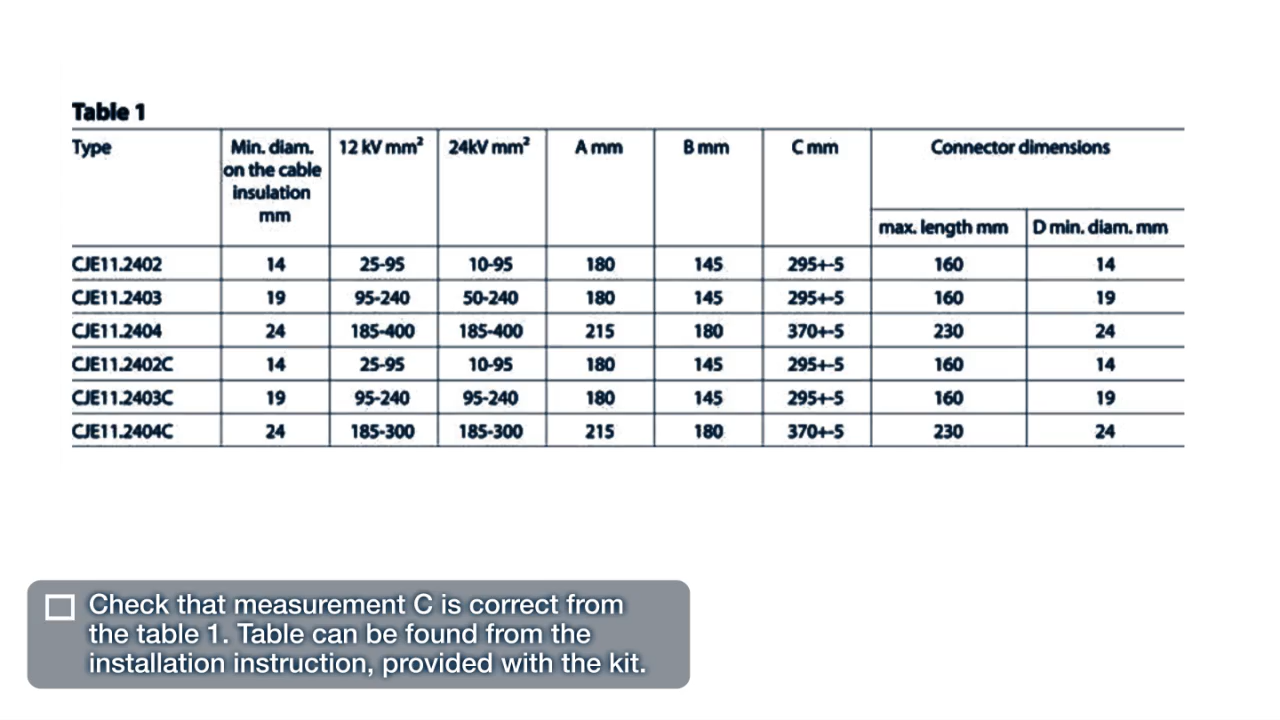 Table 1
Type Min. diam. on the cable insulation mm 12 kV mm² 24kV mm² A mm B mm C mm Connector dimensions
max. length mm D min. diam. mm
CJE11.2402 14 25-95 10-95 180 145 295+-5 160 14
CJE11.2403 19 95-240 50-240 180 145 295+-5 160 19
CJE11.2404 24 185-400 185-400 215 180 370+-5 230 24
CJE11.2402C 14 25-95 10-95 180 145 295+-5 160 14
CJE11.2403C 19 95-240 95-240 180 145 295+-5 160 19
CJE11.2404C 24 185-300 185-300 215 180 370+-5 230 24
Check that measurement C is correct from
the table 1. Table can be found from the
installation instruction, provided with the kit.